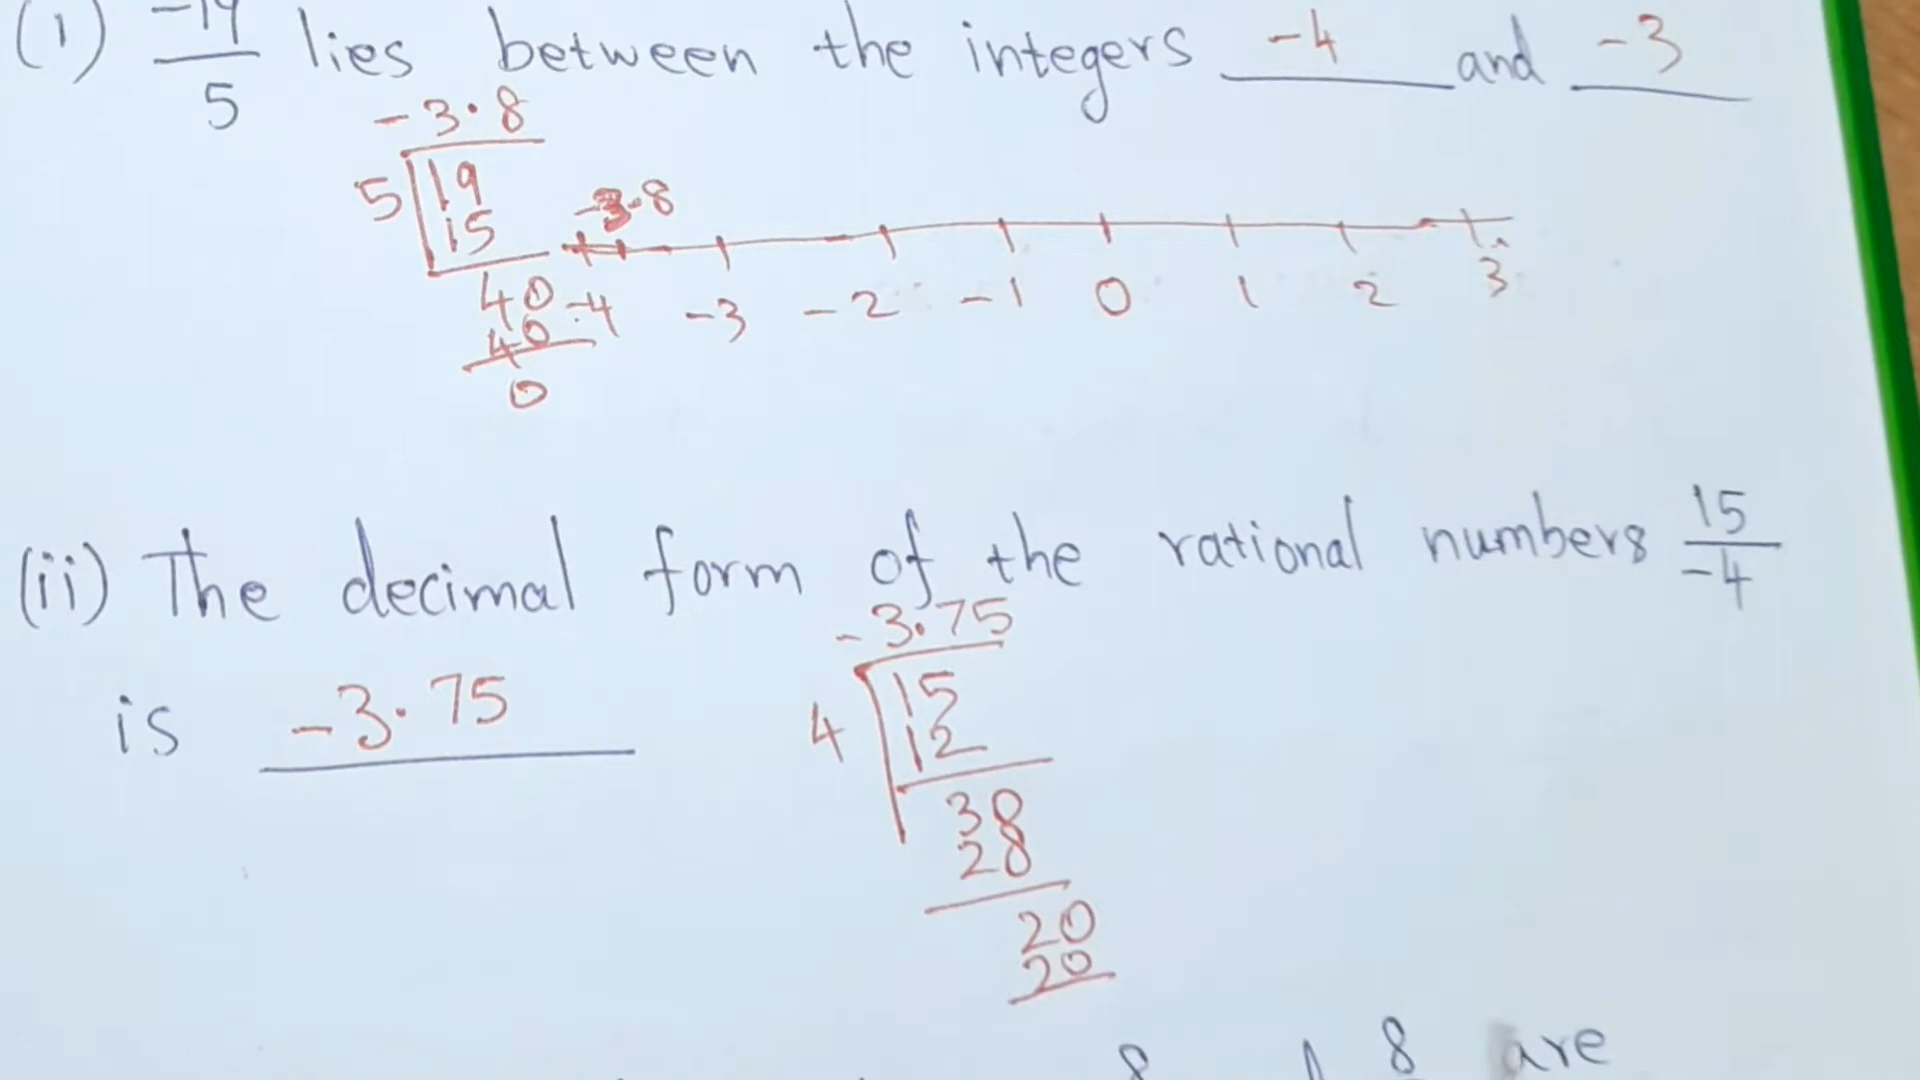 (i) -19/5 lies between the integers -4 and -3
-3.8
5 19
15
40
40
0
-3.8
-4 -3 -2 -1 0 1 2 3
(ii) The decimal form of the rational numbers 15/-4
is -3.75
-3.75
4 15
12
30
28
20
20
8 8 are